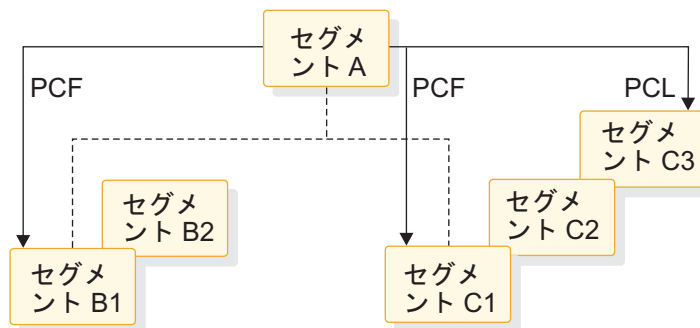 セグメ
ント A
PCF
PCF
PCL
セグメ
ント C3
セグメ
ント B2
セグメ
ント C2
セグメ
ント B1
セグメ
ント C1